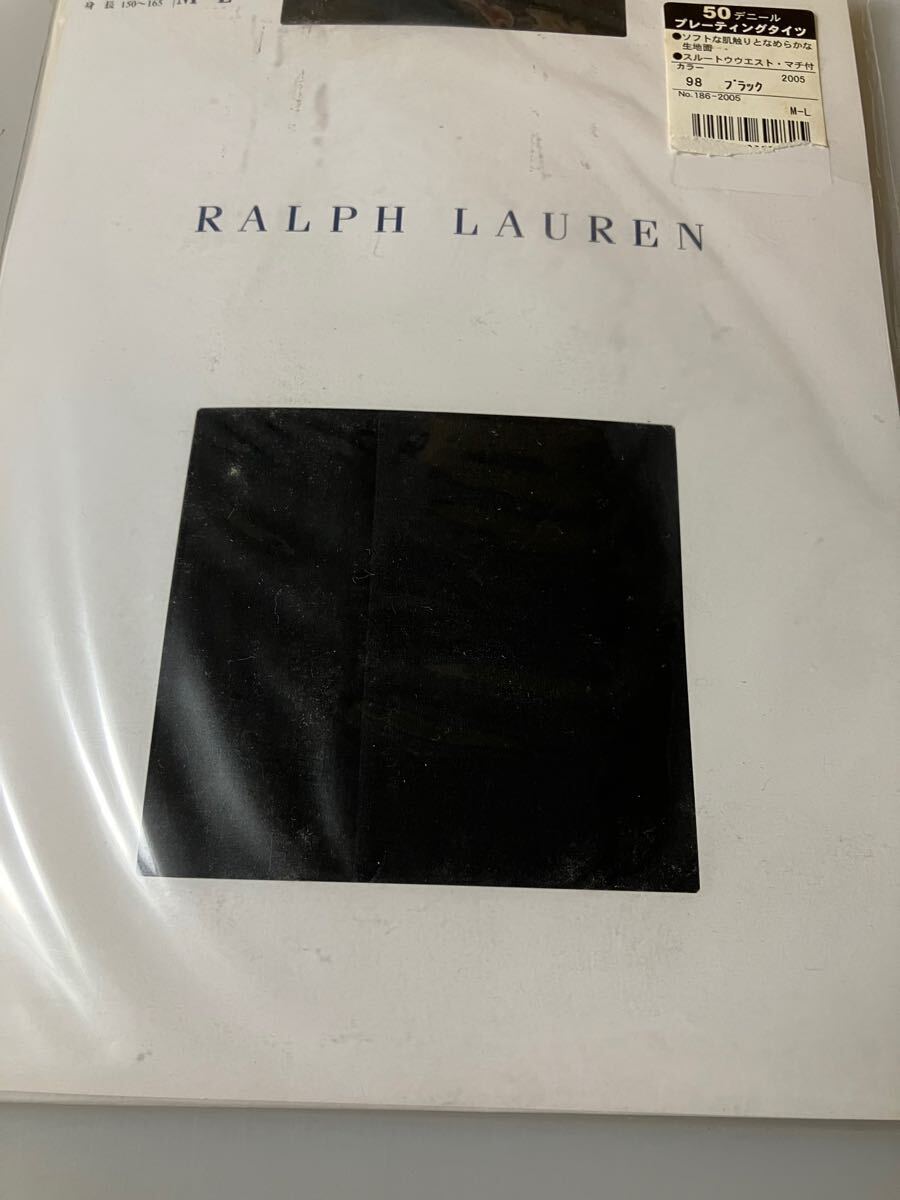 身長 150~165 M-L
50デニール
プレーティングタイツ
●ソフトな肌触りとなめらかな
生地面
●スルートウウエスト・マチ付
カラー 2005
98 ブラック
No.186-2005
M-L
RALPH LAUREN